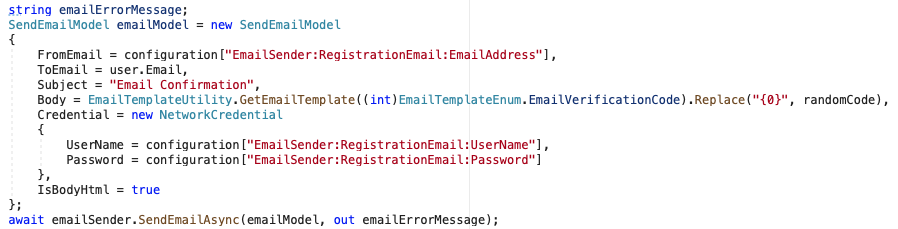 string emailErrorMessage;
SendEmailModel emailModel = new SendEmailModel
{
    FromEmail = configuration["EmailSender:RegistrationEmail:EmailAddress"],
    ToEmail = user.Email,
    Subject = "Email Confirmation",
    Body = EmailTemplateUtility.GetEmailTemplate((int)EmailTemplateEnum.EmailVerificationCode).Replace("{0}", randomCode),
    Credential = new NetworkCredential
    {
        UserName = configuration["EmailSender:RegistrationEmail:UserName"],
        Password = configuration["EmailSender:RegistrationEmail:Password"]
    },
    IsBodyHtml = true
};
await emailSender.SendEmailAsync(emailModel, out emailErrorMessage);